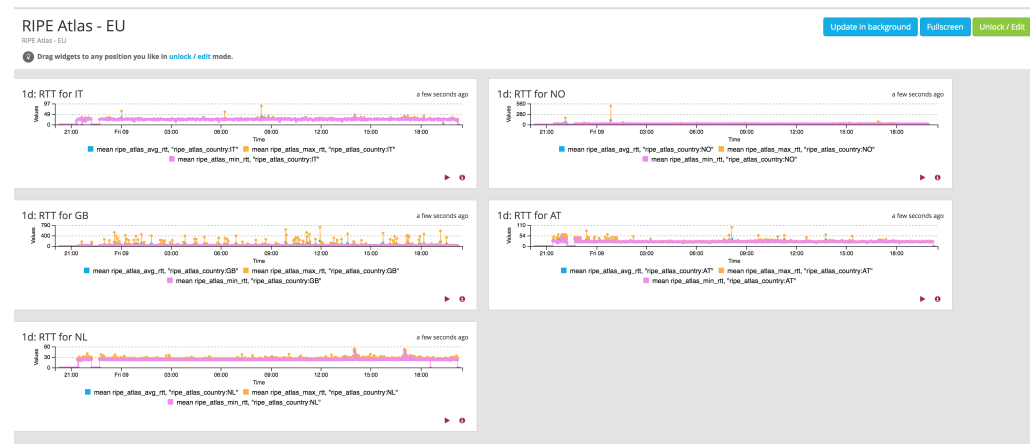 RIPE Atlas - EU
RIPE Atlas - EU
Update in background Fullscreen Unlock / Edit
Drag widgets to any position you like in unlock / edit mode.
1d: RTT for IT a few seconds ago
97
49
0
Values
21:00 Fri 09 03:00 06:00 09:00 12:00 15:00 18:00
Time
mean ripe_atlas_avg_rtt, "ripe_atlas_country:IT" mean ripe_atlas_max_rtt, "ripe_atlas_country:IT"
mean ripe_atlas_min_rtt, "ripe_atlas_country:IT"
1d: RTT for NO a few seconds ago
560
280
0
Values
21:00 Fri 09 03:00 06:00 09:00 12:00 15:00 18:00
Time
mean ripe_atlas_avg_rtt, "ripe_atlas_country:NO" mean ripe_atlas_max_rtt, "ripe_atlas_country:NO"
mean ripe_atlas_min_rtt, "ripe_atlas_country:NO"
1d: RTT for GB a few seconds ago
790
400
0
Values
21:00 Fri 09 03:00 06:00 09:00 12:00 15:00 18:00
Time
mean ripe_atlas_avg_rtt, "ripe_atlas_country:GB" mean ripe_atlas_max_rtt, "ripe_atlas_country:GB"
mean ripe_atlas_min_rtt, "ripe_atlas_country:GB"
1d: RTT for AT a few seconds ago
110
54
0
Values
21:00 Fri 09 03:00 06:00 09:00 12:00 15:00 18:00
Time
mean ripe_atlas_avg_rtt, "ripe_atlas_country:AT" mean ripe_atlas_max_rtt, "ripe_atlas_country:AT"
mean ripe_atlas_min_rtt, "ripe_atlas_country:AT"
1d: RTT for NL a few seconds ago
60
30
0
Values
21:00 Fri 09 03:00 06:00 09:00 12:00 15:00 18:00
Time
mean ripe_atlas_avg_rtt, "ripe_atlas_country:NL" mean ripe_atlas_max_rtt, "ripe_atlas_country:NL"
mean ripe_atlas_min_rtt, "ripe_atlas_country:NL"